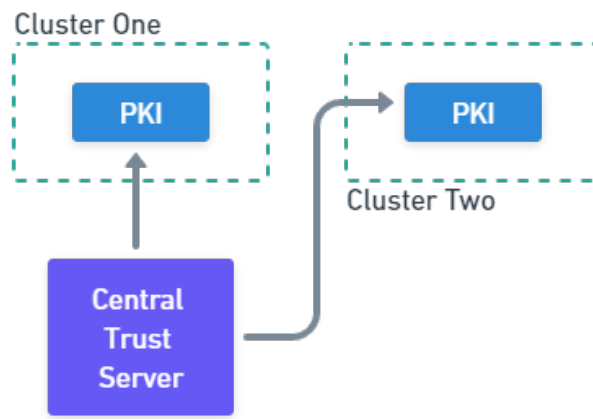 Cluster One
PKI
PKI
Cluster Two
Central
Trust
Server